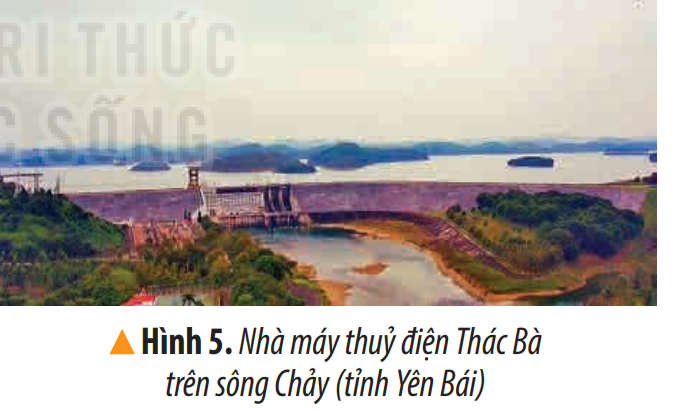 RI THỨC
C SỐNG
▲ Hình 5. Nhà máy thuỷ điện Thác Bà
trên sông Chảy (tỉnh Yên Bái)